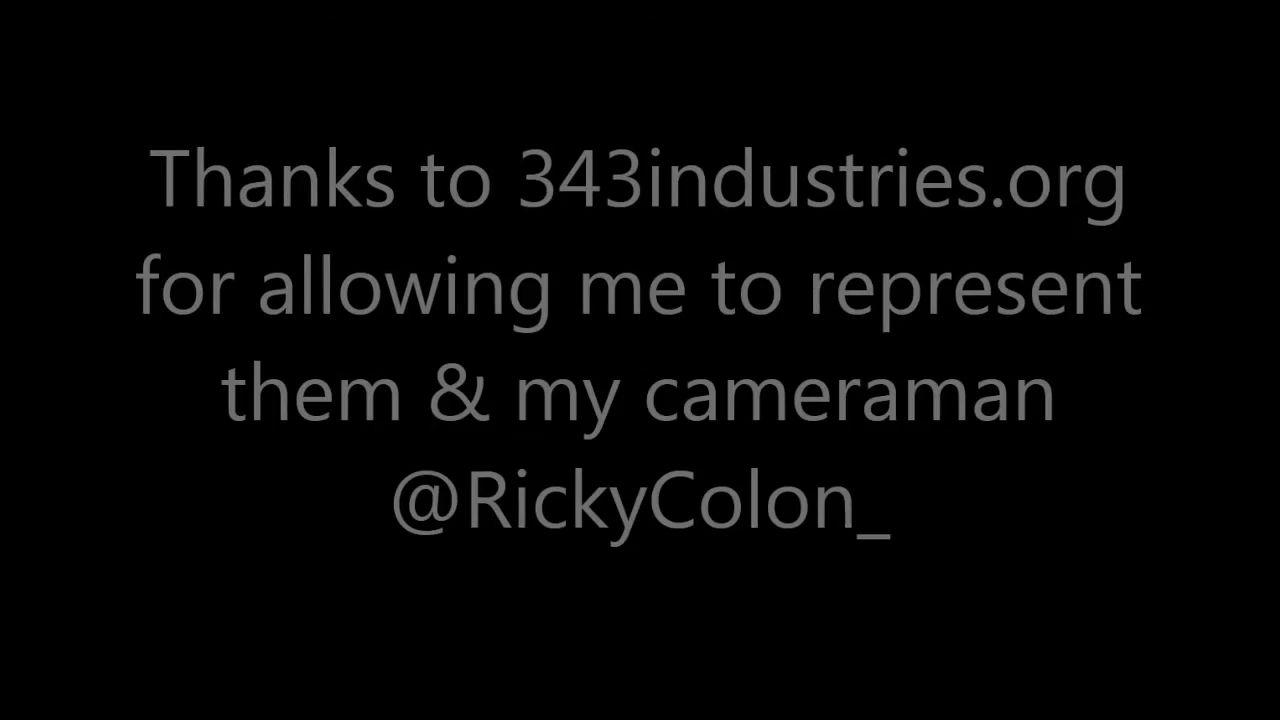 Thanks to 343industries.org
for allowing me to represent
them & my cameraman
@RickyColon_